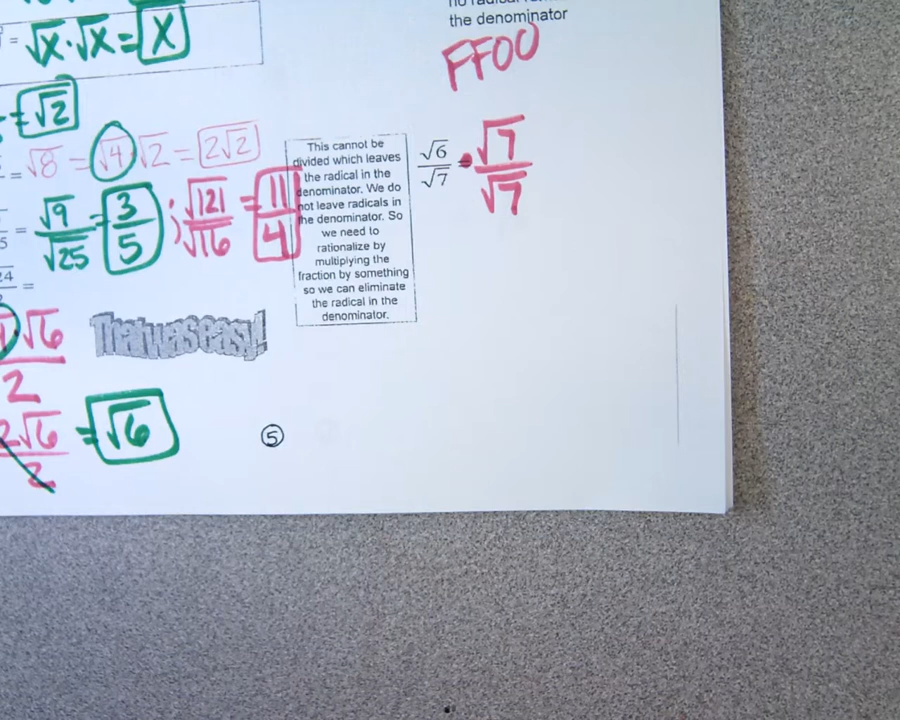 the denominator
FFOO
= √x·√x = x
= √2
= √8 = √4·√2 = 2√2
= √9/√25 = 3/5 ; √121/√16 = 11/4
24
=
√6
2
2√6/2 = √6
That was easy!
This cannot be
divided which leaves
the radical in the
denominator. We do
not leave radicals in
the denominator. So
we need to
rationalize by
multiplying the
fraction by something
so we can eliminate
the radical in the
denominator.
√6/√7 · √7/√7
5